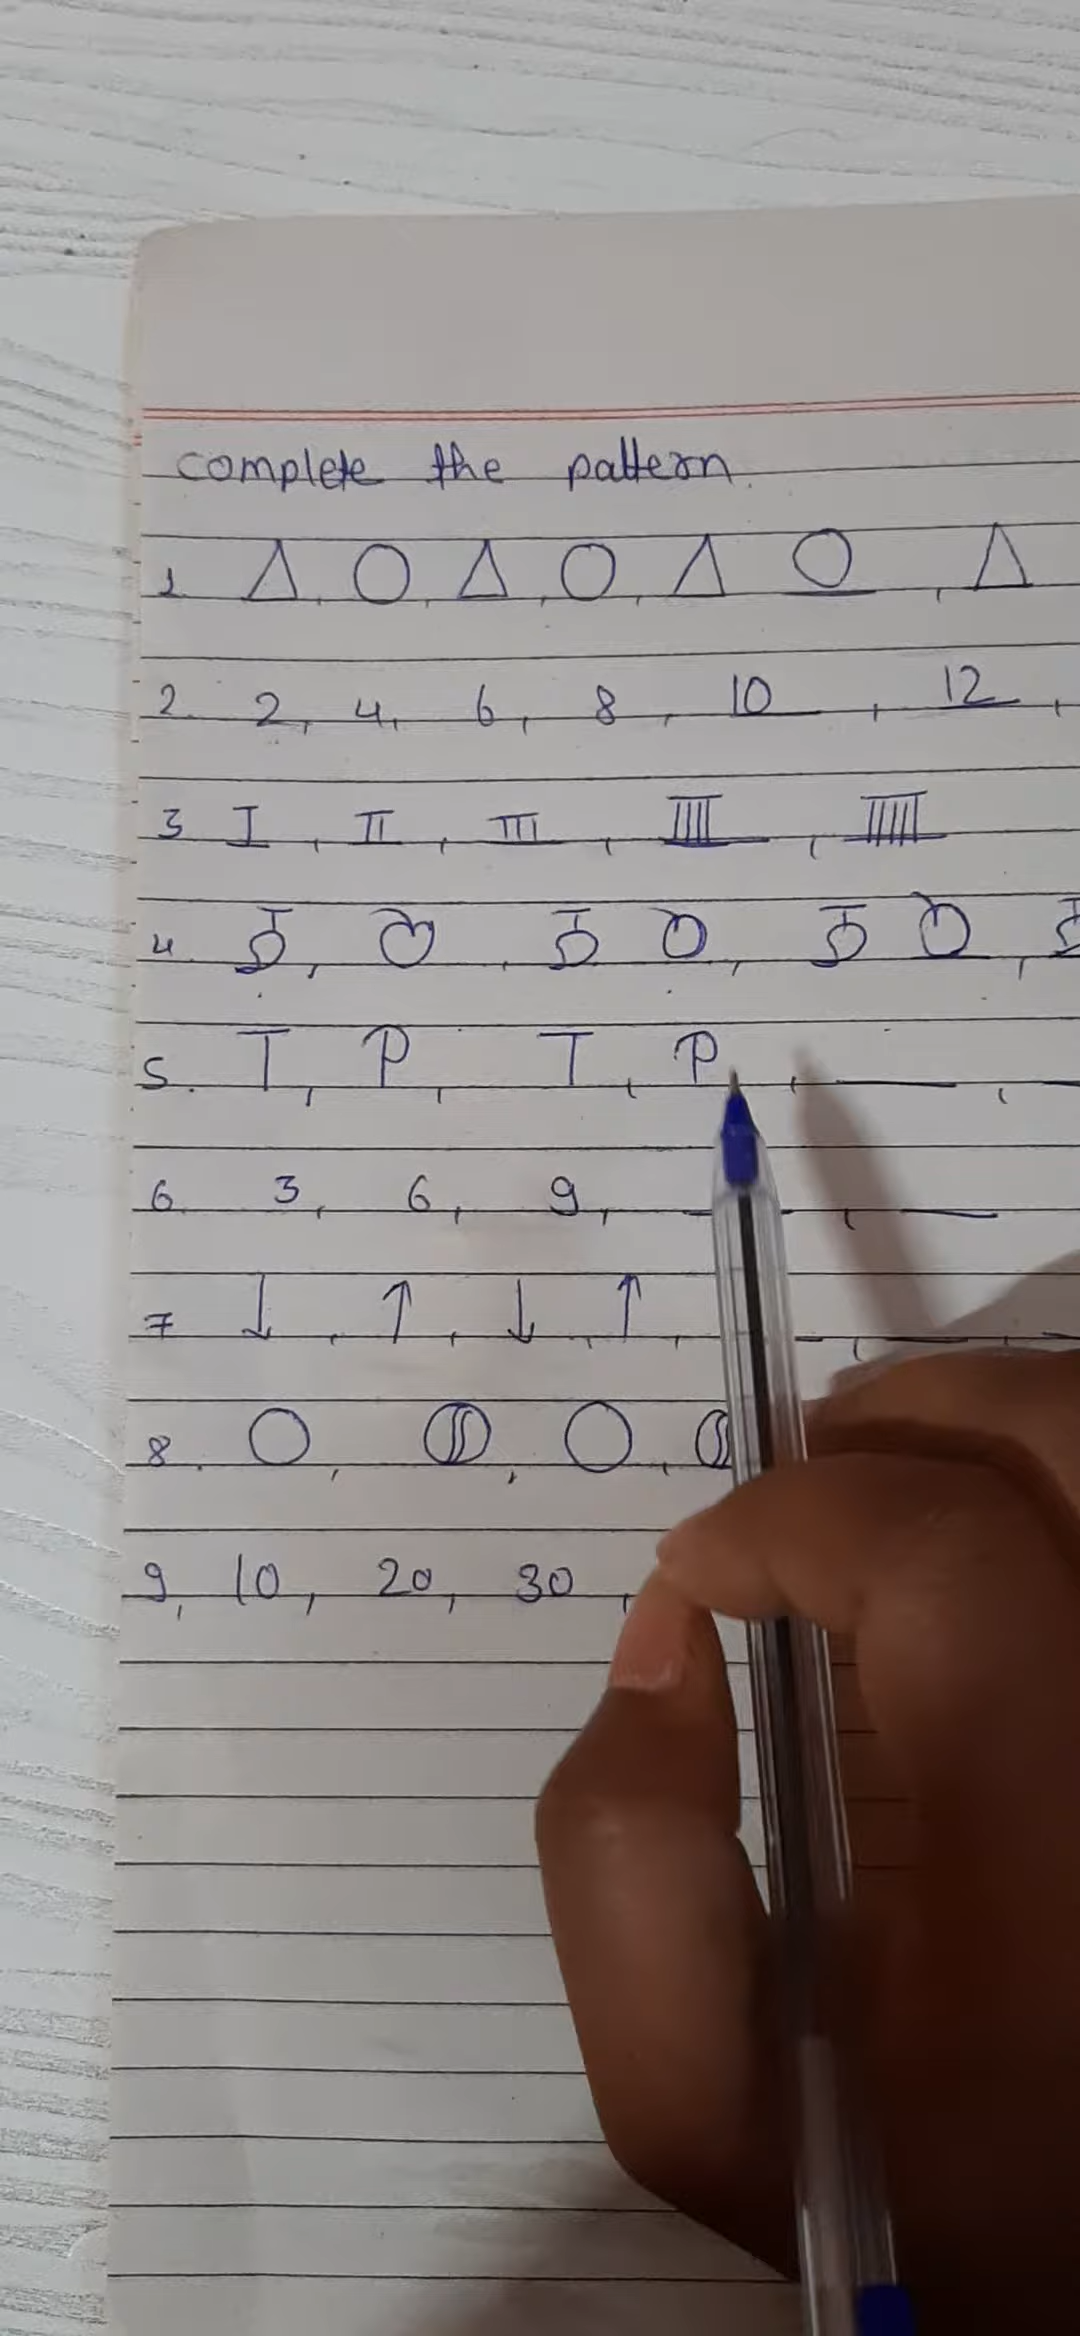 complete the pattern.
1. △, ○, △, ○, △ ○, △
2. 2, 4, 6, 8, 10, 12,
3 I, II, III, IIII, IIIII
4.
5. T, P, T, P,
6. 3, 6, 9,
7 ↓, ↑, ↓, ↑,
8. ○,
9, 10, 20, 30,